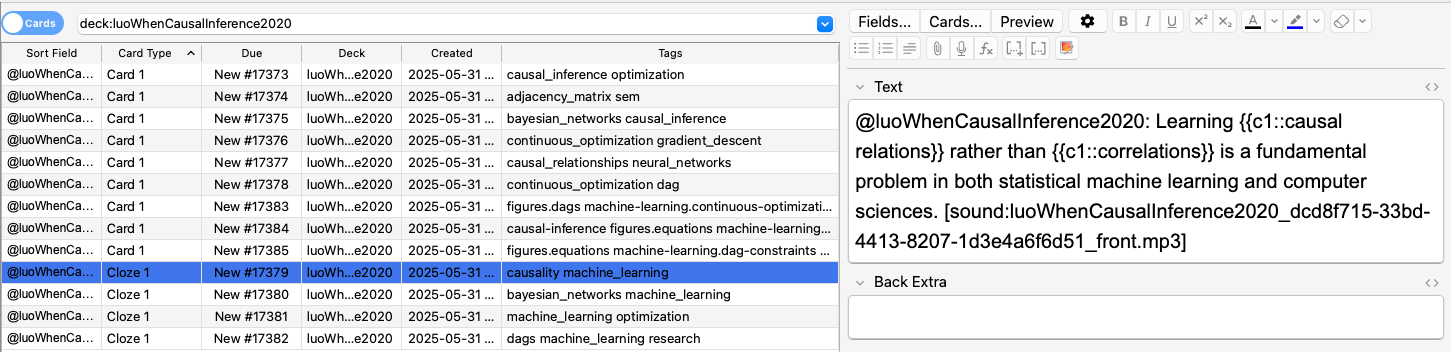 Cards
deck:luoWhenCausalInference2020
Sort Field Card Type Due Deck Created Tags
@luoWhenCa... Card 1 New #17373 luoWh...e2020 2025-05-31 ... causal_inference optimization
@luoWhenCa... Card 1 New #17374 luoWh...e2020 2025-05-31 ... adjacency_matrix sem
@luoWhenCa... Card 1 New #17375 luoWh...e2020 2025-05-31 ... bayesian_networks causal_inference
@luoWhenCa... Card 1 New #17376 luoWh...e2020 2025-05-31 ... continuous_optimization gradient_descent
@luoWhenCa... Card 1 New #17377 luoWh...e2020 2025-05-31 ... causal_relationships neural_networks
@luoWhenCa... Card 1 New #17378 luoWh...e2020 2025-05-31 ... continuous_optimization dag
@luoWhenCa... Card 1 New #17383 luoWh...e2020 2025-05-31 ... figures.dags machine-learning.continuous-optimizati...
@luoWhenCa... Card 1 New #17384 luoWh...e2020 2025-05-31 ... causal-inference figures.equations machine-learning...
@luoWhenCa... Card 1 New #17385 luoWh...e2020 2025-05-31 ... figures.equations machine-learning.dag-constraints ...
@luoWhenCa... Cloze 1 New #17379 luoWh...e2020 2025-05-31 ... causality machine_learning
@luoWhenCa... Cloze 1 New #17380 luoWh...e2020 2025-05-31 ... bayesian_networks machine_learning
@luoWhenCa... Cloze 1 New #17381 luoWh...e2020 2025-05-31 ... machine_learning optimization
@luoWhenCa... Cloze 1 New #17382 luoWh...e2020 2025-05-31 ... dags machine_learning research
Fields... Cards... Preview B I U x² x₂ A
fx [...]+ [...]
Text
@luoWhenCausalInference2020: Learning {{c1::causal
relations}} rather than {{c1::correlations}} is a fundamental
problem in both statistical machine learning and computer
sciences. [sound:luoWhenCausalInference2020_dcd8f715-33bd-
4413-8207-1d3e4a6f6d51_front.mp3]
Back Extra